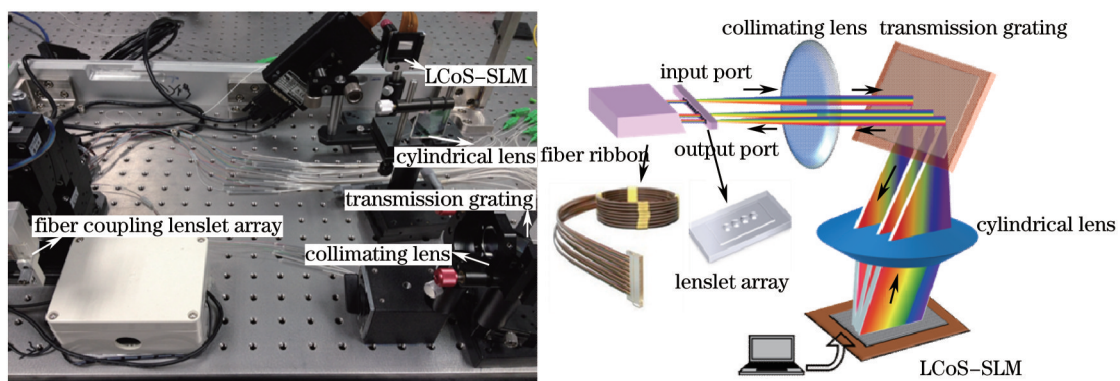 LCoS-SLM
cylindrical lens
transmission grating
fiber coupling lenslet array
collimating lens
collimating lens
transmission grating
input port
output port
fiber ribbon
cylindrical lens
lenslet array
LCoS-SLM